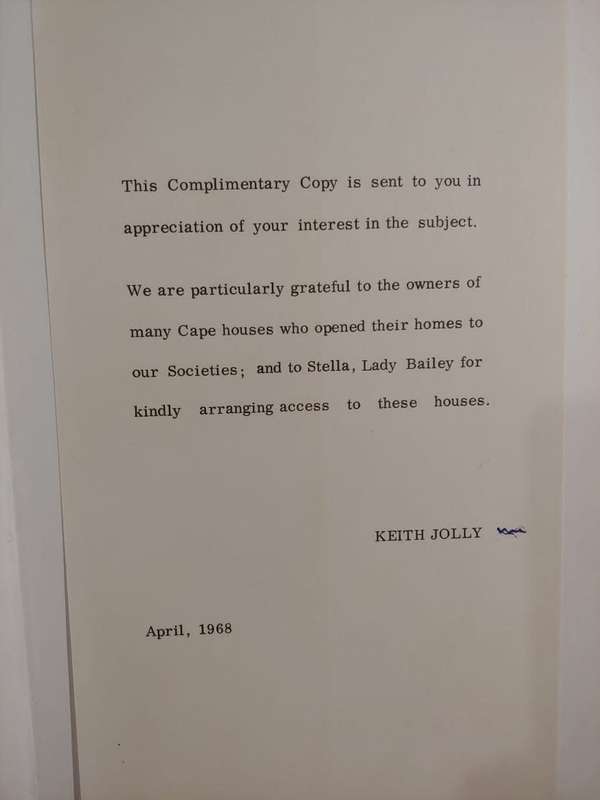 This Complimentary Copy is sent to you in
appreciation of your interest in the subject.
We are particularly grateful to the owners of
many Cape houses who opened their homes to
our Societies; and to Stella, Lady Bailey for
kindly arranging access to these houses.
KEITH JOLLY
April, 1968